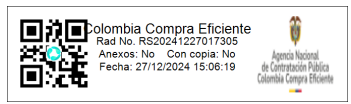 Colombia Compra Eficiente
Rad No. RS20241227017305
Anexos: No Con copia: No
Fecha: 27/12/2024 15:06:19
Agencia Nacional
de Contratación Pública
Colombia Compra Eficiente